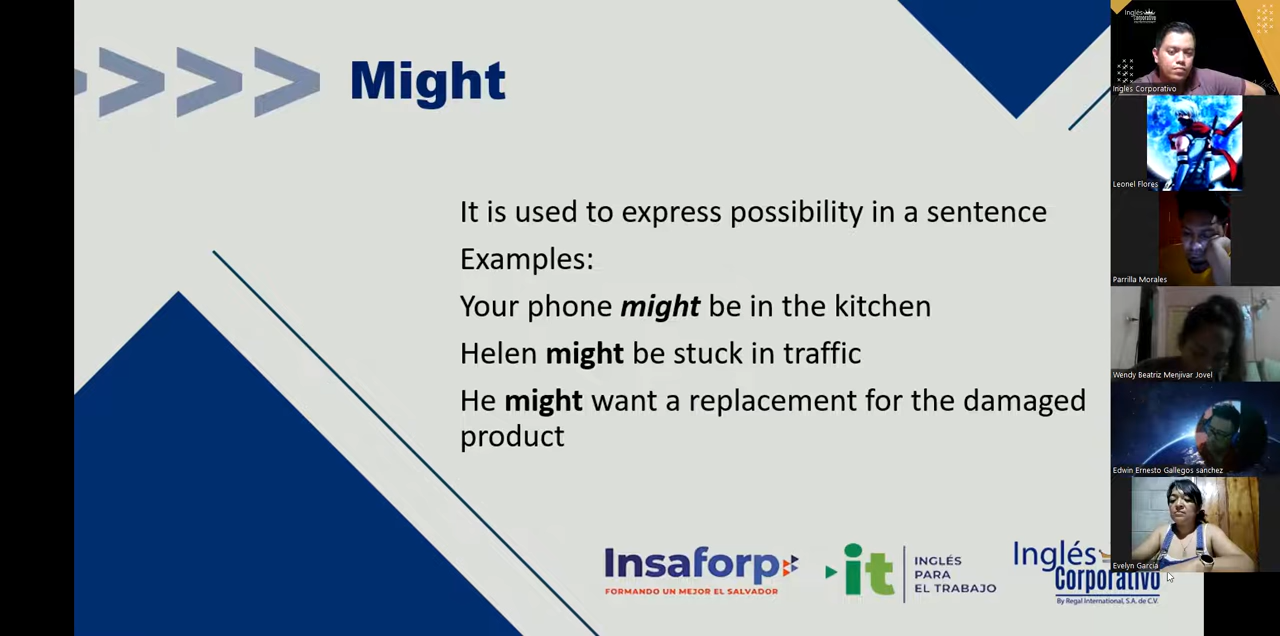 Might
It is used to express possibility in a sentence
Examples:
Your phone might be in the kitchen
Helen might be stuck in traffic
He might want a replacement for the damaged
product
Insaforp
FORMANDO UN MEJOR EL SALVADOR
it
INGLÉS
PARA
EL TRABAJO
Inglés
Corporativo
By Regal International, S.A. de C.V.
Inglés
Corporativo
Ingles Corporativo
Leonel Flores
Parrilla Morales
Wendy Beatriz Menjivar Jovel
Edwin Ernesto Gallegos sanchez
Evelyn Garcia